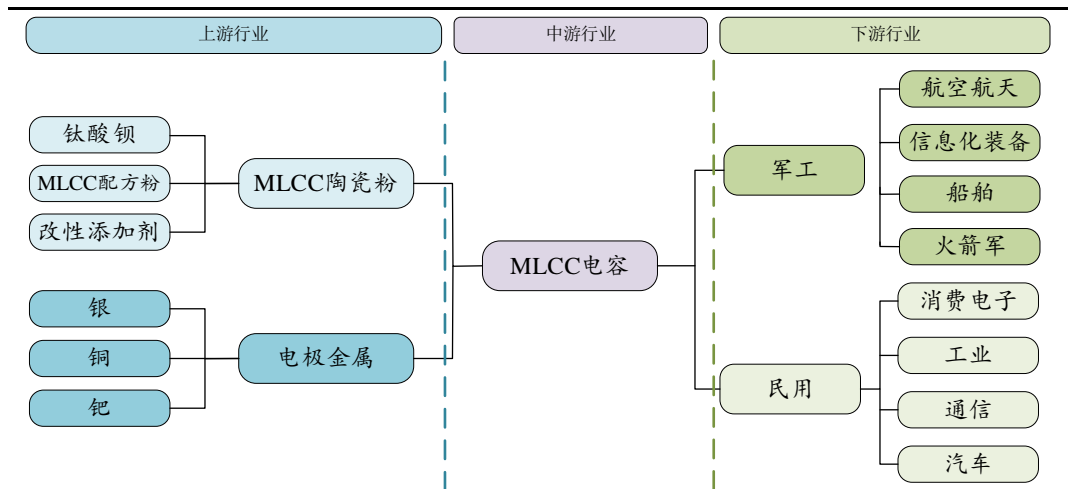 上游行业
中游行业
下游行业
钛酸钡
MLCC配方粉
改性添加剂
MLCC陶瓷粉
银
铜
钯
电极金属
MLCC电容
军工
航空航天
信息化装备
船舶
火箭军
民用
消费电子
工业
通信
汽车